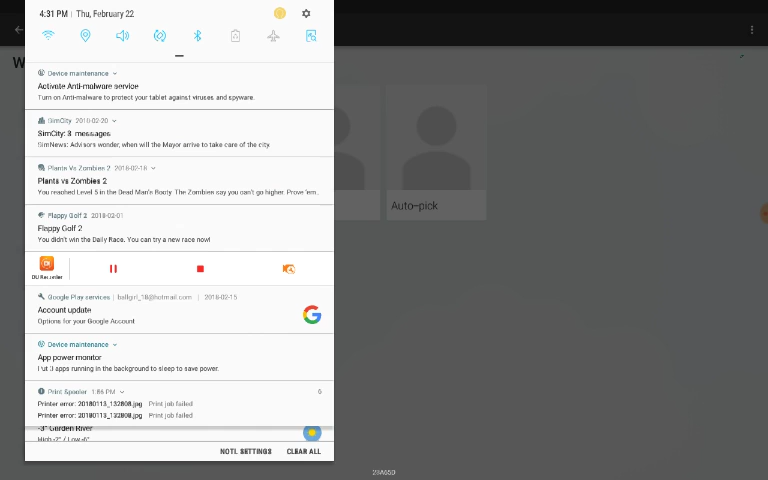 4:31 PM | Thu, February 22
Device maintenance
Activate Anti-malware service
Turn on Anti-malware to protect your tablet against viruses and spyware.
SimCity 2018-02-20
SimCity: 8 messages
SimNews: Advisors wonder, when will the Mayor arrive to take care of the city.
Plants Vs Zombies 2 2018-02-18
Plants vs Zombies 2
You reached Level 5 in the Dead Man's Booty. The Zombies say you can't go higher. Prove 'em..
Flappy Golf 2 2018-02-01
Flappy Golf 2
You didn't win the Daily Race. You can try a new race now!
DU Recorder
Google Play services | ballgirl_18@hotmail.com | 2018-02-15
Account update
Options for your Google Account
Device maintenance
App power monitor
Put 3 apps running in the background to sleep to save power.
Print Spooler 1:56 PM
Printer error: 20180113_132808.jpg Print job failed
Printer error: 20180113_132808.jpg Print job failed
-3° Garden River
High -2° / Low -6°
NOTI. SETTINGS CLEAR ALL
W
Auto-pick